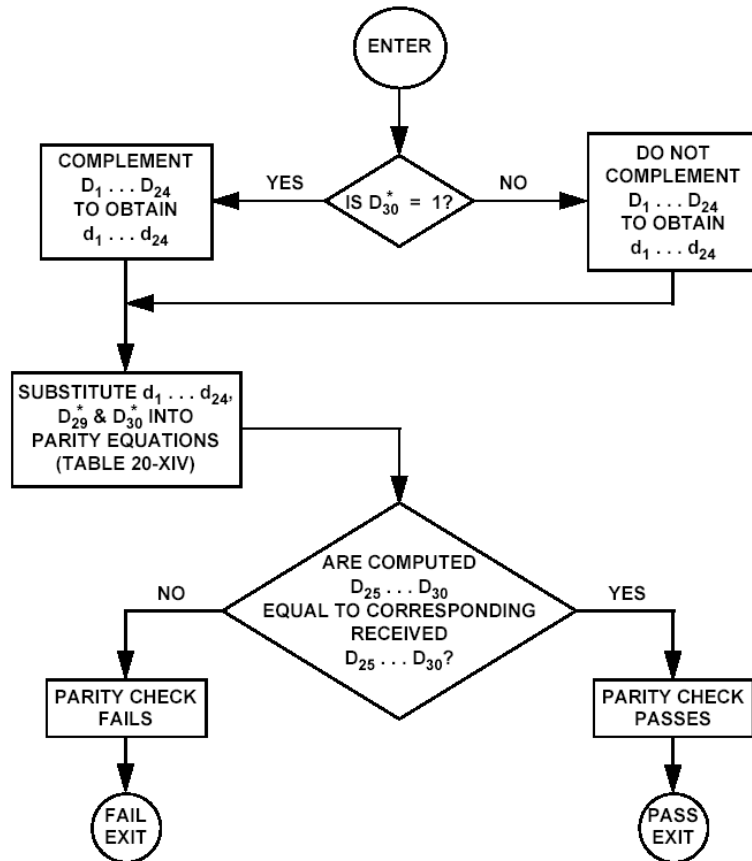 ENTER
IS D*30 = 1?
YES
NO
COMPLEMENT
D1 . . . D24
TO OBTAIN
d1 . . . d24
DO NOT
COMPLEMENT
D1 . . . D24
TO OBTAIN
d1 . . . d24
SUBSTITUTE d1 . . . d24,
D*29 & D*30 INTO
PARITY EQUATIONS
(TABLE 20-XIV)
ARE COMPUTED
D25 . . . D30
EQUAL TO CORRESPONDING
RECEIVED
D25 . . . D30?
NO
YES
PARITY CHECK
FAILS
PARITY CHECK
PASSES
FAIL
EXIT
PASS
EXIT